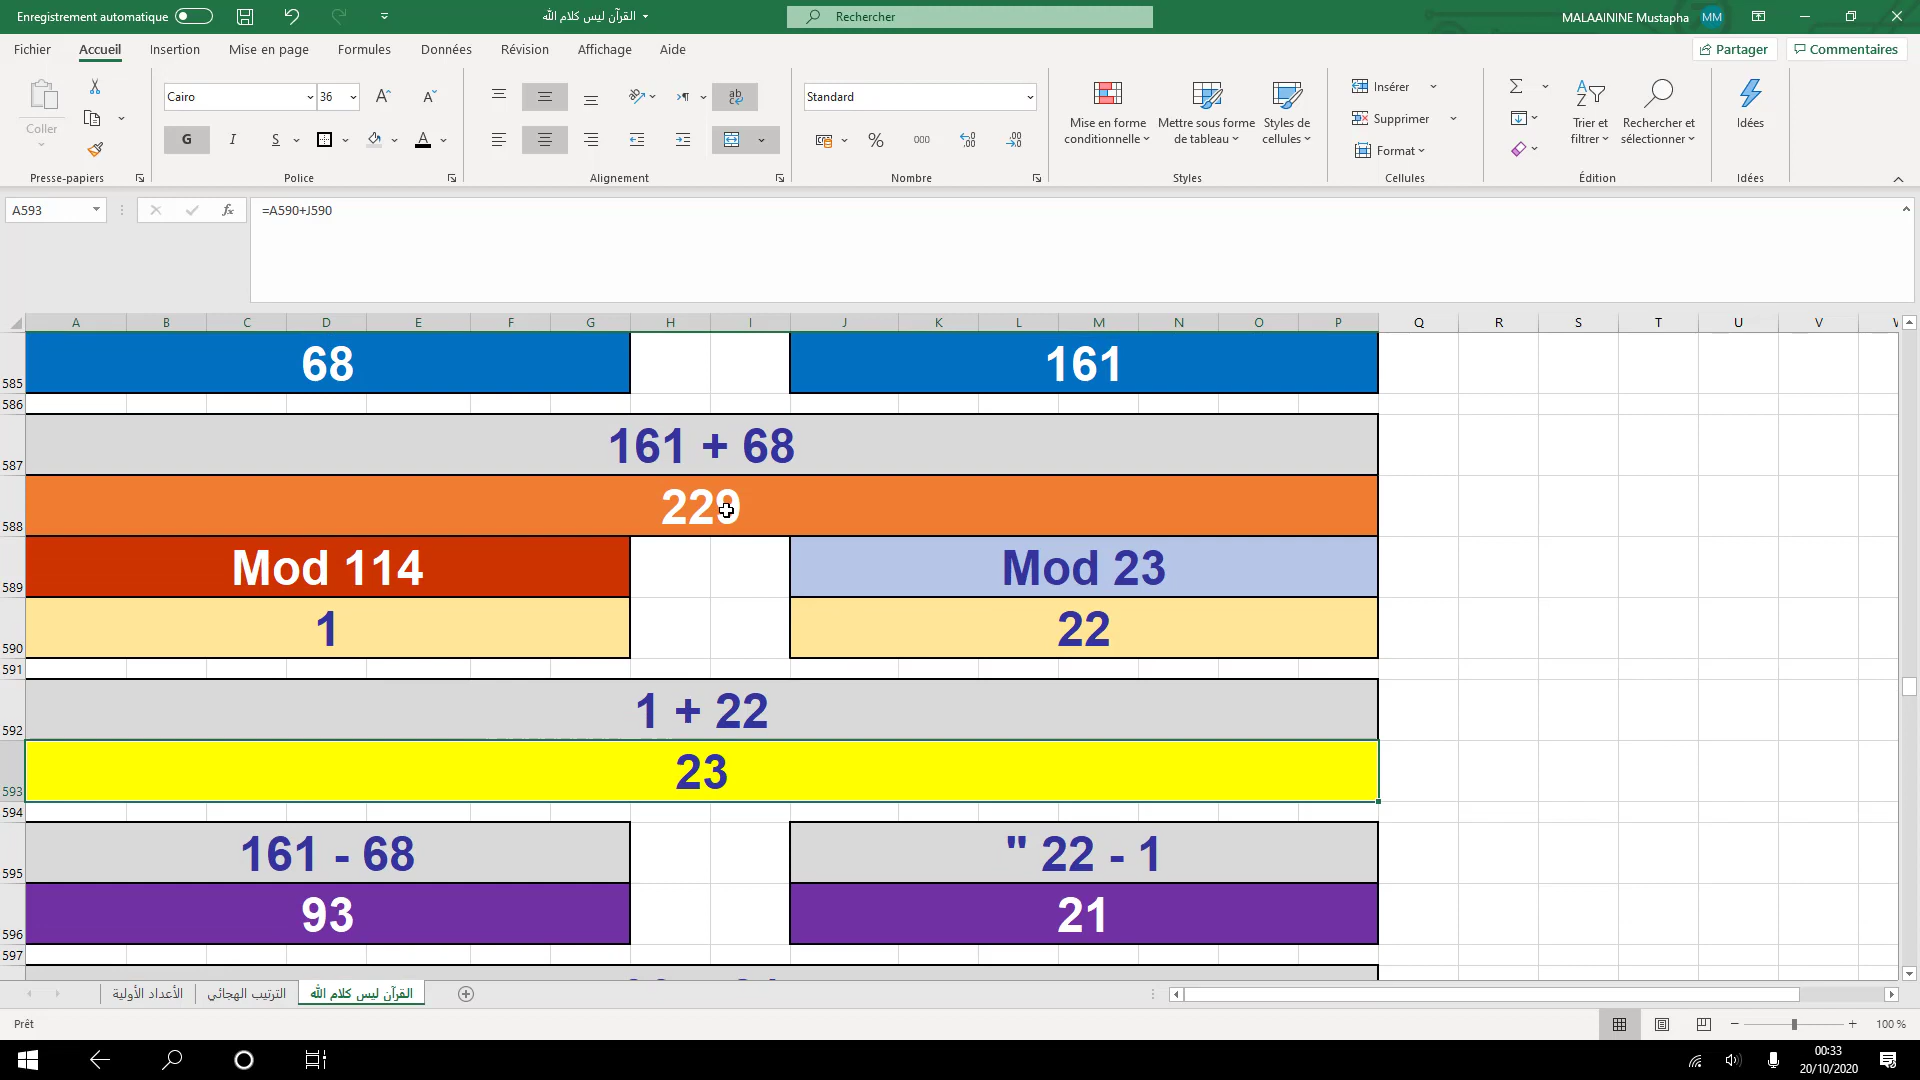 Enregistrement automatique
القرآن ليس كلام الله
Rechercher
MALAAININE Mustapha
MM
Fichier
Accueil
Insertion
Mise en page
Formules
Données
Révision
Affichage
Aide
Partager
Commentaires
Coller
Presse-papiers
Cairo
36
G
I
S
Police
Alignement
Standard
%
000
Nombre
Mise en forme
conditionnelle
Mettre sous forme
de tableau
Styles de
cellules
Styles
Insérer
Supprimer
Format
Cellules
Trier et
filtrer
Rechercher et
sélectionner
Édition
Idées
Idées
A593
fx
=A590+J590
A B C D E F G H I J K L M N O P Q R S T U V
585 68 161
586
587 161 + 68
588 229
589 Mod 114 Mod 23
590 1 22
591
592 1 + 22
593 23
594
595 161 - 68 " 22 - 1
596 93 21
597
الأعداد الأولية
الترتيب الهجائي
القرآن ليس كلام الله
Prêt
100 %
00:33
20/10/2020